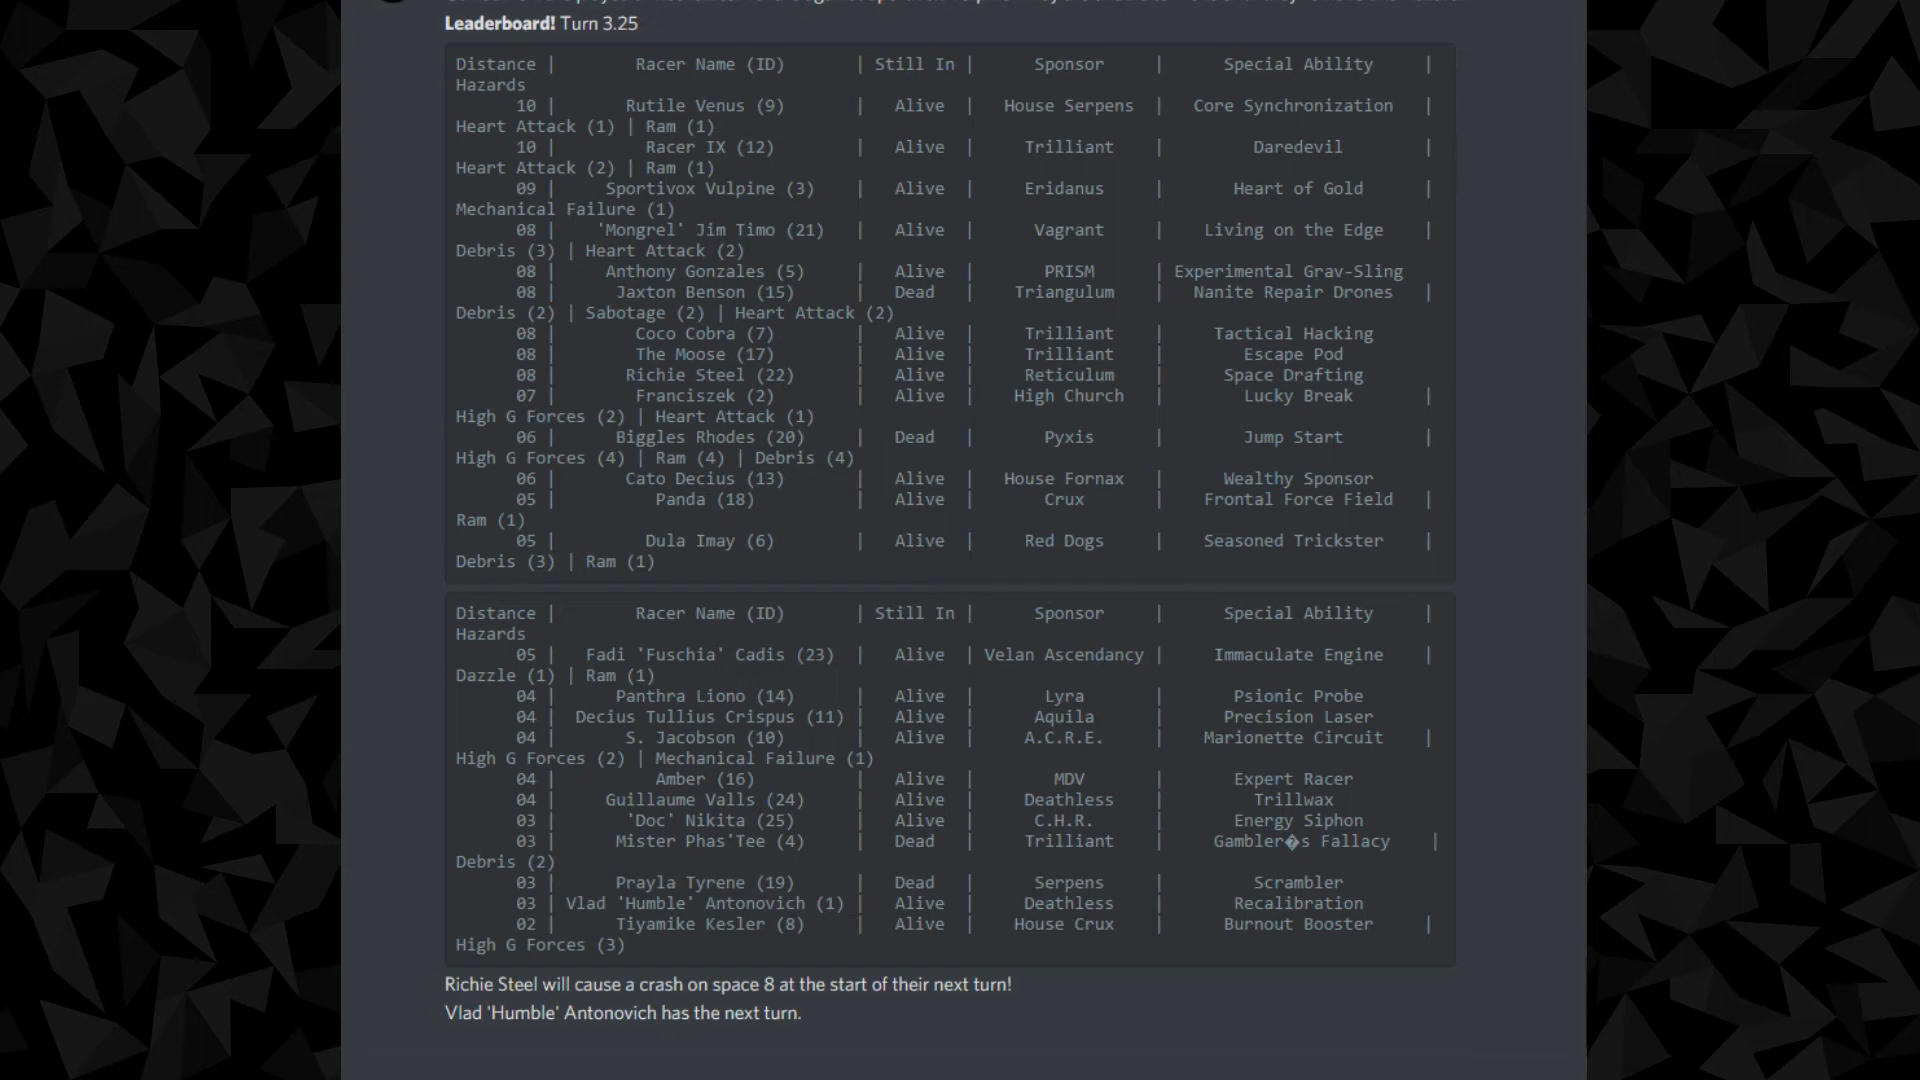 Leaderboard! Turn 3.25
Distance | Racer Name (ID) | Still In | Sponsor | Special Ability |
Hazards
10 | Rutile Venus (9) | Alive | House Serpens | Core Synchronization |
Heart Attack (1) | Ram (1)
10 | Racer IX (12) | Alive | Trilliant | Daredevil |
Heart Attack (2) | Ram (1)
09 | Sportivox Vulpine (3) | Alive | Eridanus | Heart of Gold |
Mechanical Failure (1)
08 | 'Mongrel' Jim Timo (21) | Alive | Vagrant | Living on the Edge |
Debris (3) | Heart Attack (2)
08 | Anthony Gonzales (5) | Alive | PRISM | Experimental Grav-Sling
08 | Jaxton Benson (15) | Dead | Triangulum | Nanite Repair Drones |
Debris (2) | Sabotage (2) | Heart Attack (2)
08 | Coco Cobra (7) | Alive | Trilliant | Tactical Hacking
08 | The Moose (17) | Alive | Trilliant | Escape Pod
08 | Richie Steel (22) | Alive | Reticulum | Space Drafting
07 | Franciszek (2) | Alive | High Church | Lucky Break |
High G Forces (2) | Heart Attack (1)
06 | Biggles Rhodes (20) | Dead | Pyxis | Jump Start |
High G Forces (4) | Ram (4) | Debris (4)
06 | Cato Decius (13) | Alive | House Fornax | Wealthy Sponsor
05 | Panda (18) | Alive | Crux | Frontal Force Field |
Ram (1)
05 | Dula Imay (6) | Alive | Red Dogs | Seasoned Trickster |
Debris (3) | Ram (1)
Distance | Racer Name (ID) | Still In | Sponsor | Special Ability |
Hazards
05 | Fadi 'Fuschia' Cadis (23) | Alive | Velan Ascendancy | Immaculate Engine |
Dazzle (1) | Ram (1)
04 | Panthra Liono (14) | Alive | Lyra | Psionic Probe
04 | Decius Tullius Crispus (11) | Alive | Aquila | Precision Laser
04 | S. Jacobson (10) | Alive | A.C.R.E. | Marionette Circuit |
High G Forces (2) | Mechanical Failure (1)
04 | Amber (16) | Alive | MDV | Expert Racer
04 | Guillaume Valls (24) | Alive | Deathless | Trillwax
03 | 'Doc' Nikita (25) | Alive | C.H.R. | Energy Siphon
03 | Mister Phas'Tee (4) | Dead | Trilliant | Gambler�s Fallacy |
Debris (2)
03 | Prayla Tyrene (19) | Dead | Serpens | Scrambler
03 | Vlad 'Humble' Antonovich (1) | Alive | Deathless | Recalibration
02 | Tiyamike Kesler (8) | Alive | House Crux | Burnout Booster |
High G Forces (3)
Richie Steel will cause a crash on space 8 at the start of their next turn!
Vlad 'Humble' Antonovich has the next turn.